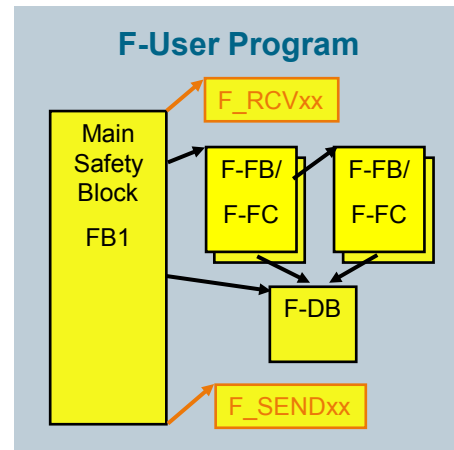 F-User Program
F_RCVxx
Main
Safety
Block
FB1
F-FB/
F-FC
F-FB/
F-FC
F-DB
F_SENDxx